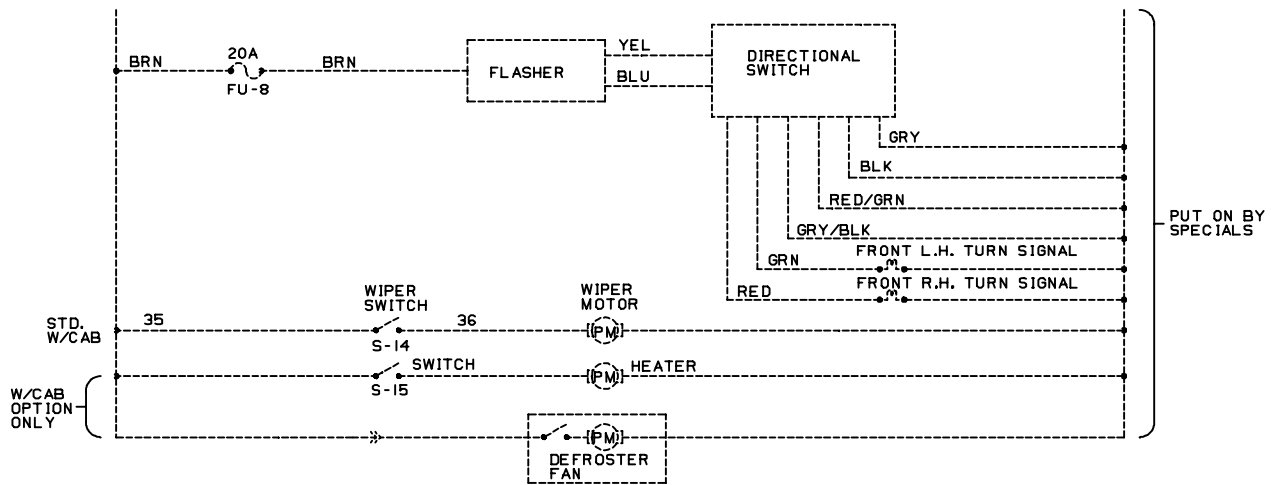 BRN
20A
FU-8
BRN
FLASHER
YEL
BLU
DIRECTIONAL
SWITCH
GRY
BLK
RED/GRN
GRY/BLK
GRN
FRONT L.H. TURN SIGNAL
RED
FRONT R.H. TURN SIGNAL
PUT ON BY
SPECIALS
STD.
W/CAB
35
WIPER
SWITCH
S-14
36
WIPER
MOTOR
PM
SWITCH
S-15
PM
HEATER
W/CAB
OPTION
ONLY
PM
DEFROSTER
FAN